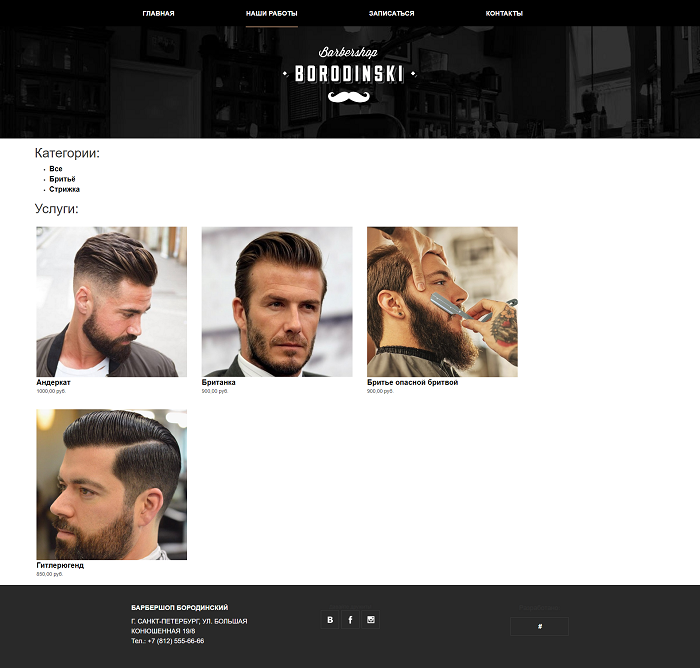 ГЛАВНАЯ
НАШИ РАБОТЫ
ЗАПИСАТЬСЯ
КОНТАКТЫ
Barbershop
BORODINSKI
Категории:
Все
Бритьё
Стрижка
Услуги:
Андеркат
1000,00 руб.
Британка
900,00 руб.
Бритье опасной бритвой
900,00 руб.
Гитлерюгенд
850,00 руб.
БАРБЕРШОП БОРОДИНСКИЙ
Г. САНКТ-ПЕТЕРБУРГ, УЛ. БОЛЬШАЯ
КОНЮШЕННАЯ 19/8
Тел.: +7 (812) 555-66-66
#